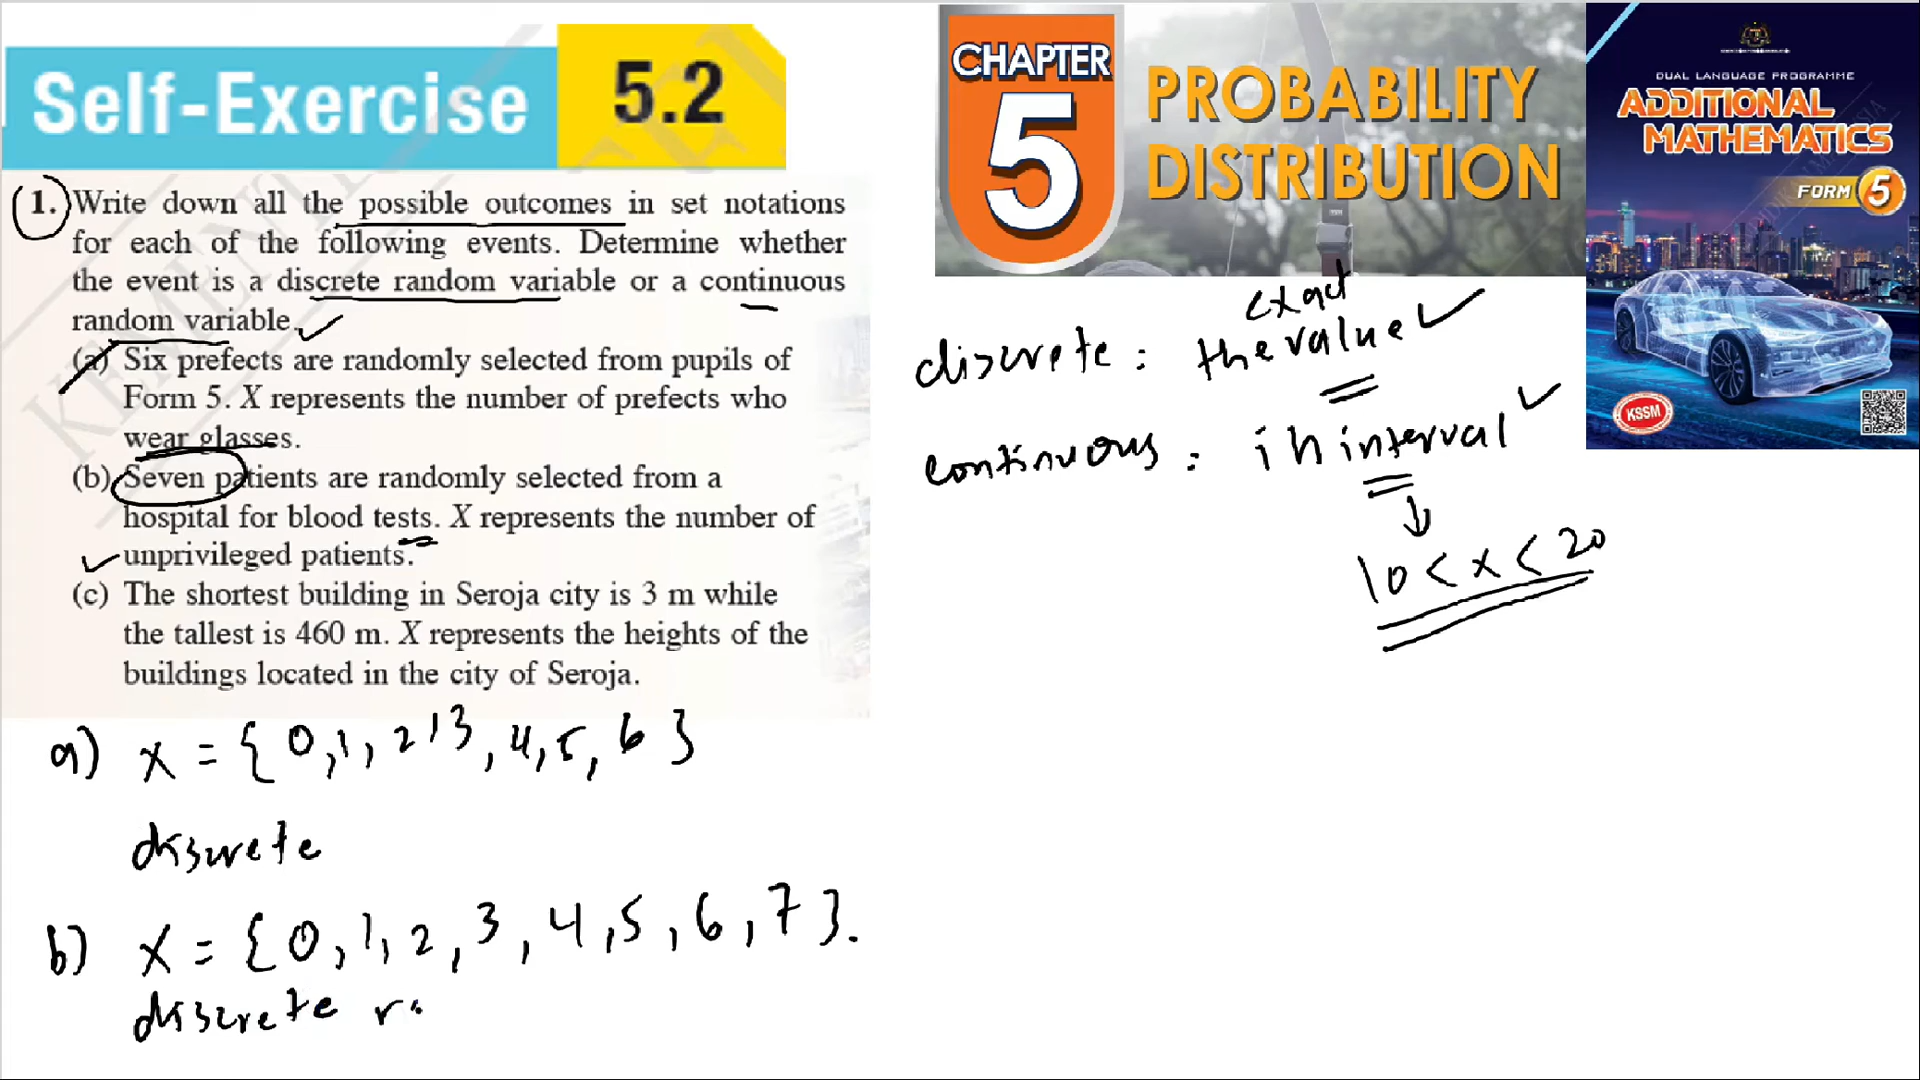 Self-Exercise 5.2
1. Write down all the possible outcomes in set notations
for each of the following events. Determine whether
the event is a discrete random variable or a continuous
random variable.
(a) Six prefects are randomly selected from pupils of
Form 5. X represents the number of prefects who
wear glasses.
(b) Seven patients are randomly selected from a
hospital for blood tests. X represents the number of
unprivileged patients.
(c) The shortest building in Seroja city is 3 m while
the tallest is 460 m. X represents the heights of the
buildings located in the city of Seroja.
a) x = {0,1,2,3,4,5,6}
discrete
b) x = {0,1,2,3,4,5,6,7}.
discrete r
CHAPTER
5
PROBABILITY
DISTRIBUTION
DUAL LANGUAGE PROGRAMME
ADDITIONAL
MATHEMATICS
FORM 5
KSSM
exact
discrete : the value
continuous : in interval
10 < x < 20